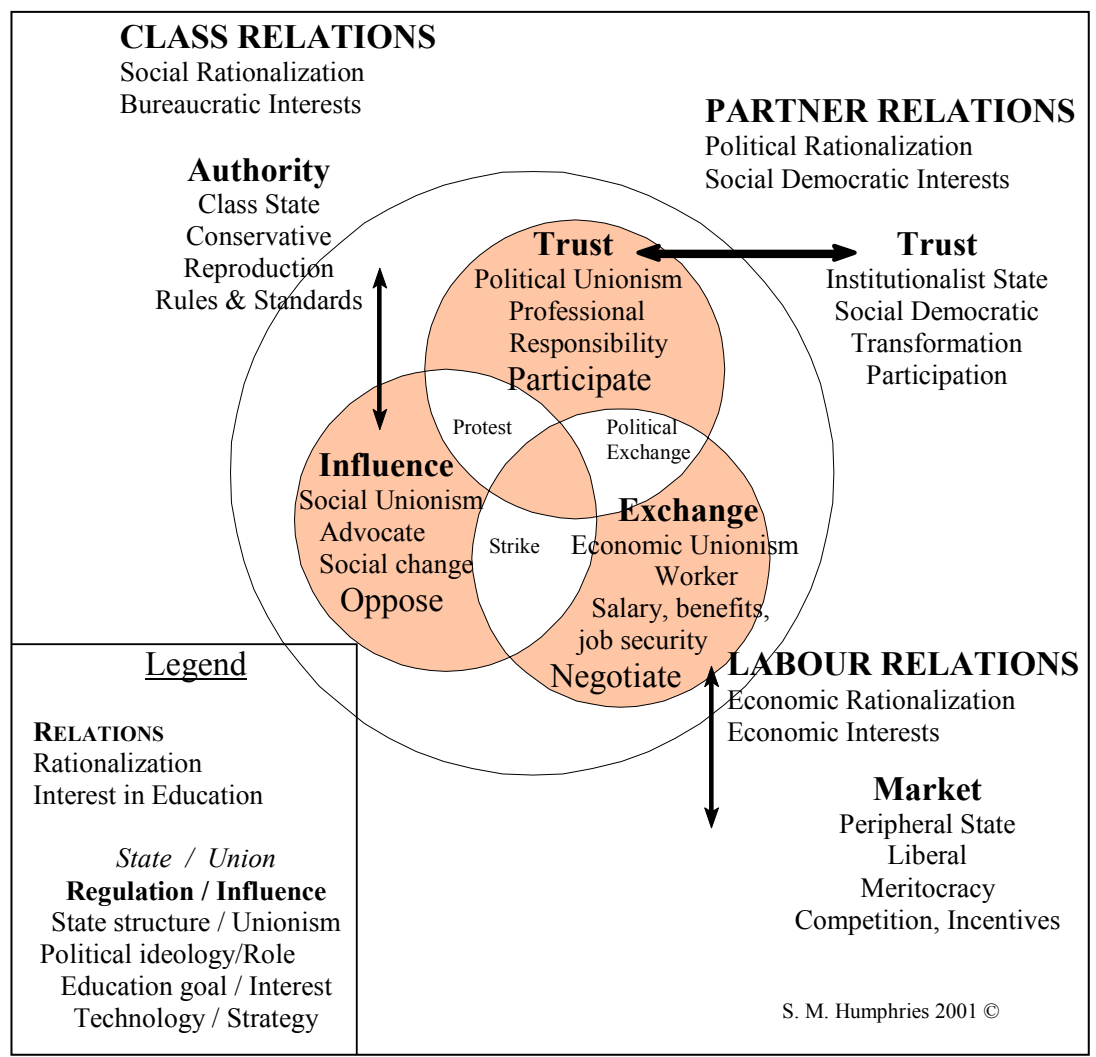 CLASS RELATIONS
Social Rationalization
Bureaucratic Interests
PARTNER RELATIONS
Political Rationalization
Social Democratic Interests
Authority
Class State
Conservative
Reproduction
Rules & Standards
Trust
Political Unionism
Professional
Responsibility
Participate
Trust
Institutionalist State
Social Democratic
Transformation
Participation
Protest
Political
Exchange
Influence
Social Unionism
Advocate
Social change
Oppose
Strike
Exchange
Economic Unionism
Worker
Salary, benefits,
job security
Negotiate
LABOUR RELATIONS
Economic Rationalization
Economic Interests
Market
Peripheral State
Liberal
Meritocracy
Competition, Incentives
Legend
RELATIONS
Rationalization
Interest in Education
State / Union
Regulation / Influence
State structure / Unionism
Political ideology/Role
Education goal / Interest
Technology / Strategy
S. M. Humphries 2001 ©